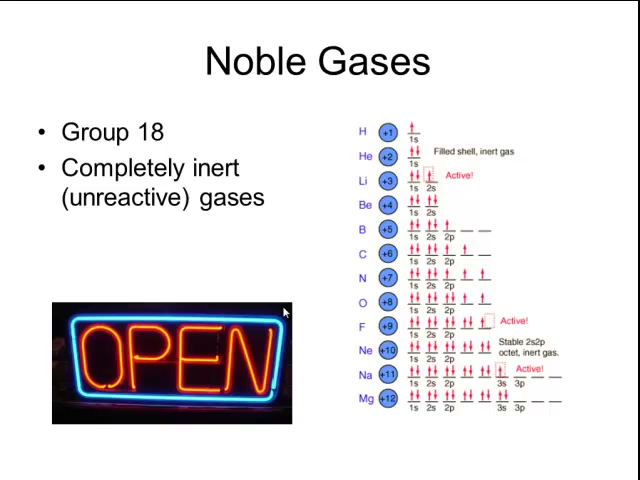 Noble Gases
• Group 18
• Completely inert
(unreactive) gases
OPEN
H +1
1s
He +2 Filled shell, inert gas
1s
Li +3 Active!
1s 2s
Be +4
1s 2s
B +5
1s 2s 2p
C +6
1s 2s 2p
N +7
1s 2s 2p
O +8
1s 2s 2p
F +9 Active!
1s 2s 2p
Ne +10 Stable 2s2p
octet, inert gas.
1s 2s 2p
Na +11 Active!
1s 2s 2p 3s 3p
Mg +12
1s 2s 2p 3s 3p